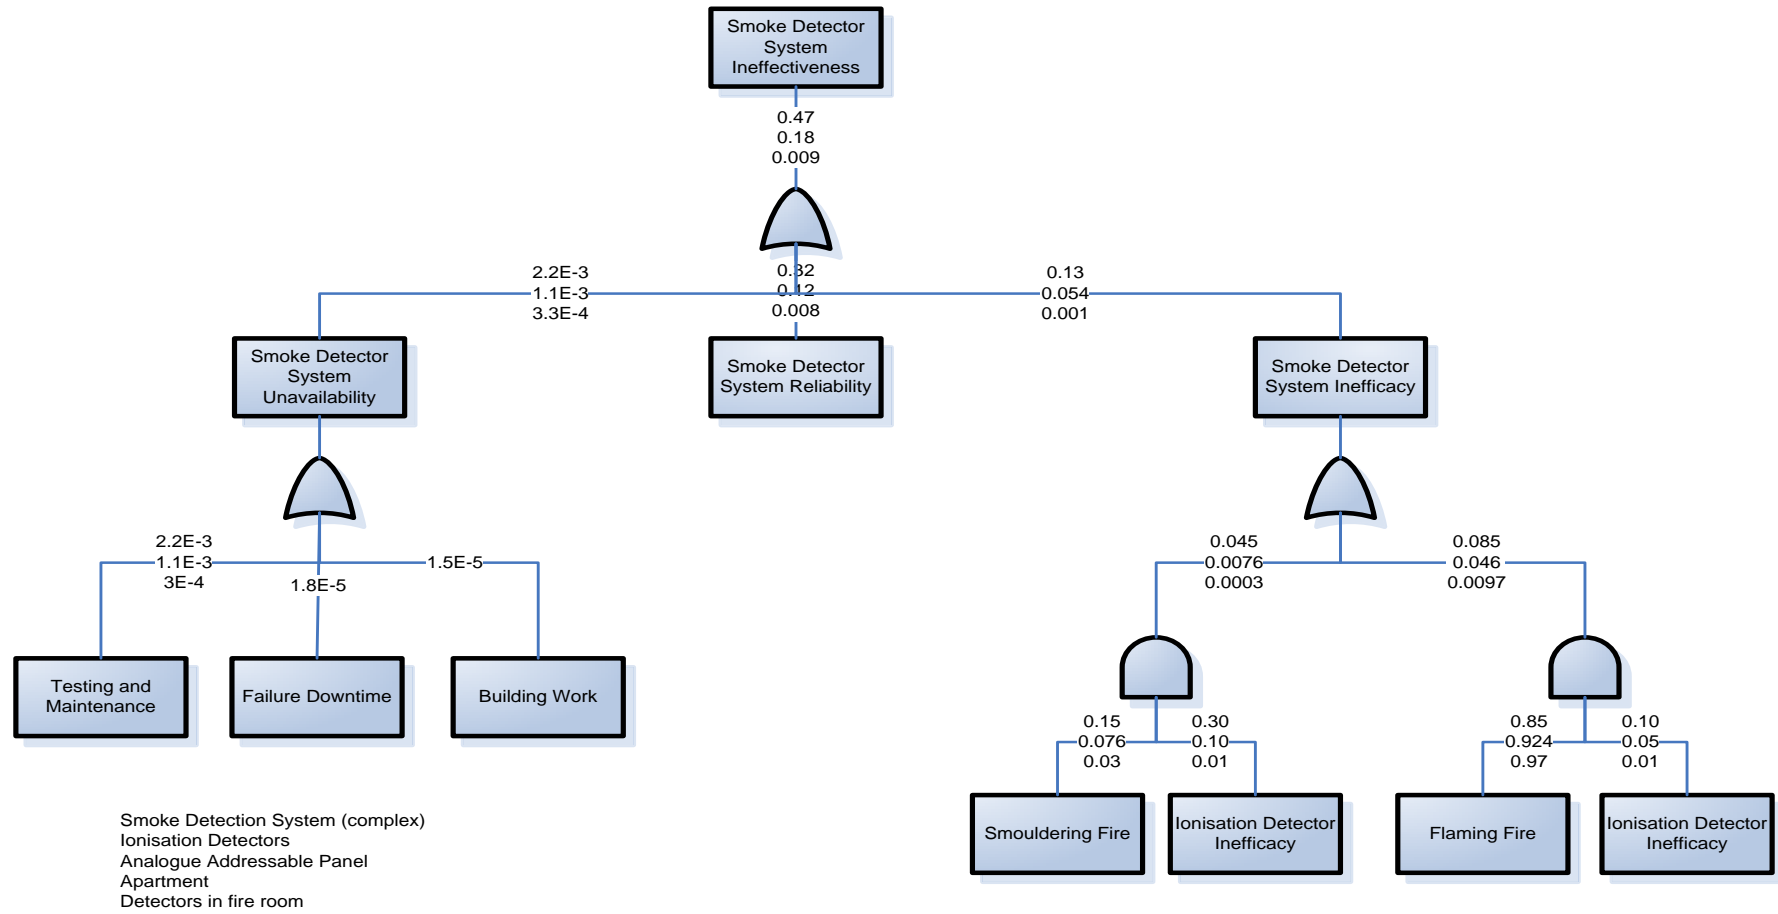 Smoke Detector
System
Ineffectiveness
0.47
0.18
0.009
2.2E-3
1.1E-3
3.3E-4
0.32
0.12
0.008
0.13
0.054
0.001
Smoke Detector
System
Unavailability
Smoke Detector
System Reliability
Smoke Detector
System Inefficacy
2.2E-3
1.1E-3
3E-4
1.8E-5
1.5E-5
0.045
0.0076
0.0003
0.085
0.046
0.0097
Testing and
Maintenance
Failure Downtime
Building Work
0.15
0.076
0.03
0.30
0.10
0.01
0.85
0.924
0.97
0.10
0.05
0.01
Smouldering Fire
Ionisation Detector
Inefficacy
Flaming Fire
Ionisation Detector
Inefficacy
Smoke Detection System (complex)
Ionisation Detectors
Analogue Addressable Panel
Apartment
Detectors in fire room